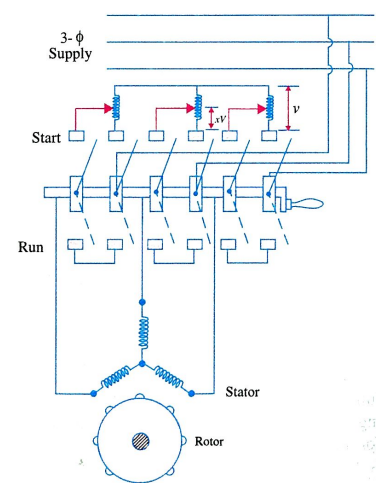 3-ϕ
Supply
xV
V
Start
Run
Stator
Rotor